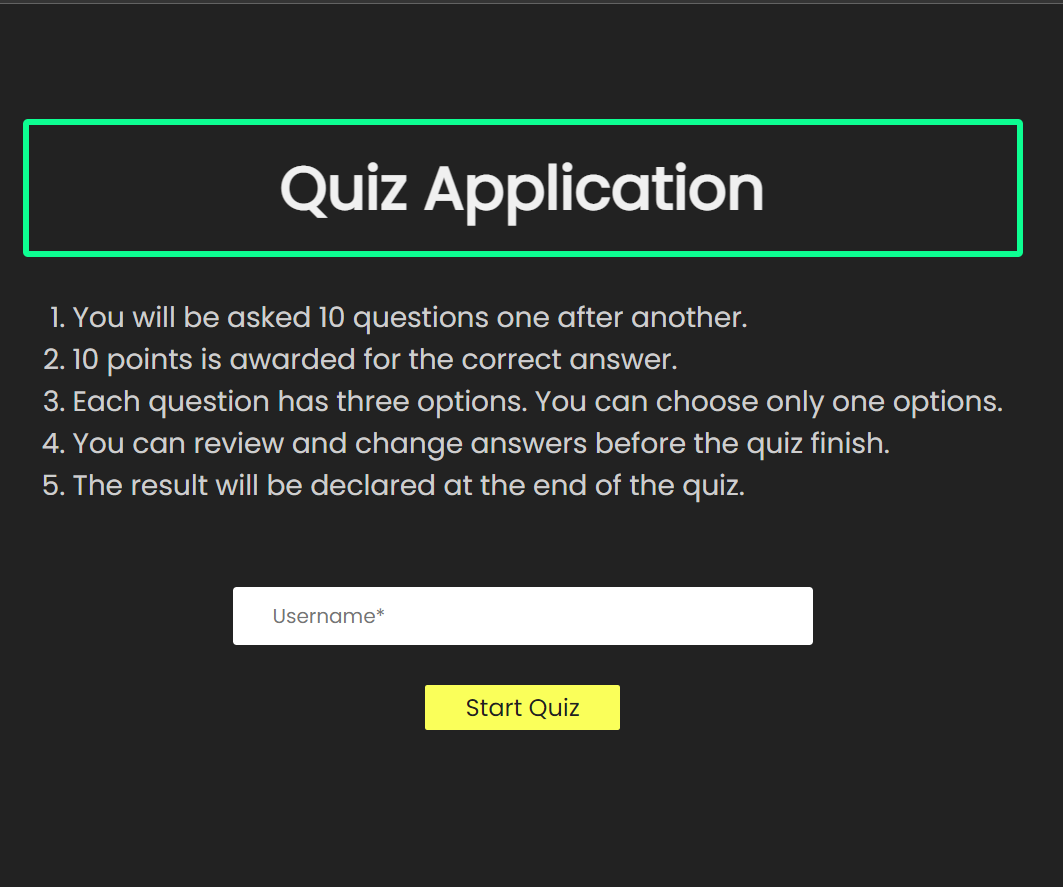 Quiz Application
1. You will be asked 10 questions one after another.
2. 10 points is awarded for the correct answer.
3. Each question has three options. You can choose only one options.
4. You can review and change answers before the quiz finish.
5. The result will be declared at the end of the quiz.
Username*
Start Quiz